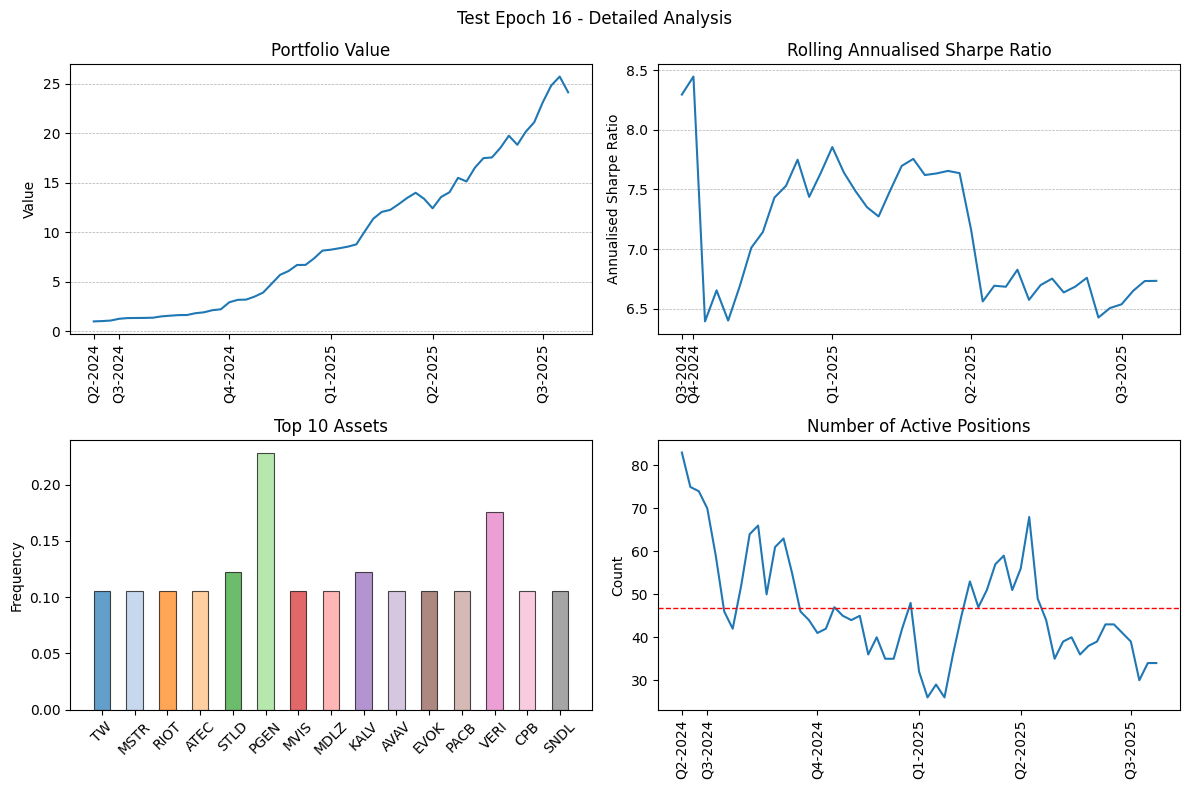 Test Epoch 16 - Detailed Analysis
Portfolio Value
Value
25
20
15
10
5
0
Q2-2024
Q3-2024
Q4-2024
Q1-2025
Q2-2025
Q3-2025
Rolling Annualised Sharpe Ratio
Annualised Sharpe Ratio
8.5
8.0
7.5
7.0
6.5
Q3-2024
Q4-2024
Q1-2025
Q2-2025
Q3-2025
Top 10 Assets
Frequency
0.20
0.15
0.10
0.05
0.00
TW
MSTR
RIOT
ATEC
STLD
PGEN
MVIS
MDLZ
KALV
AVAV
EVOK
PACB
VERI
CPB
SNDL
Number of Active Positions
Count
80
70
60
50
40
30
Q2-2024
Q3-2024
Q4-2024
Q1-2025
Q2-2025
Q3-2025